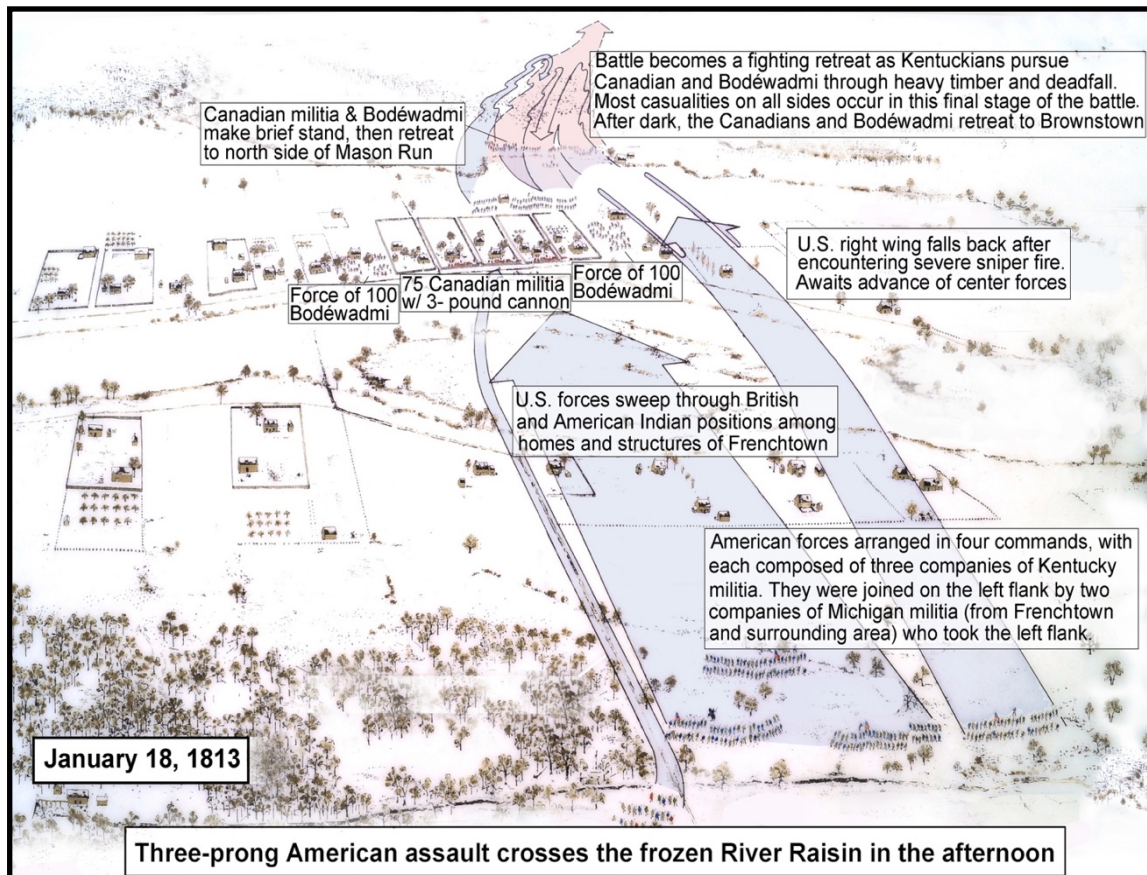 Battle becomes a fighting retreat as Kentuckians pursue
Canadian and Bodéwadmi through heavy timber and deadfall.
Most casualities on all sides occur in this final stage of the battle.
After dark, the Canadians and Bodéwadmi retreat to Brownstown
Canadian militia & Bodéwadmi
make brief stand, then retreat
to north side of Mason Run
U.S. right wing falls back after
encountering severe sniper fire.
Awaits advance of center forces
Force of 100
Bodéwadmi
75 Canadian militia
w/ 3- pound cannon
Force of 100
Bodéwadmi
U.S. forces sweep through British
and American Indian positions among
homes and structures of Frenchtown
American forces arranged in four commands, with
each composed of three companies of Kentucky
militia. They were joined on the left flank by two
companies of Michigan militia (from Frenchtown
and surrounding area) who took the left flank.
January 18, 1813
Three-prong American assault crosses the frozen River Raisin in the afternoon